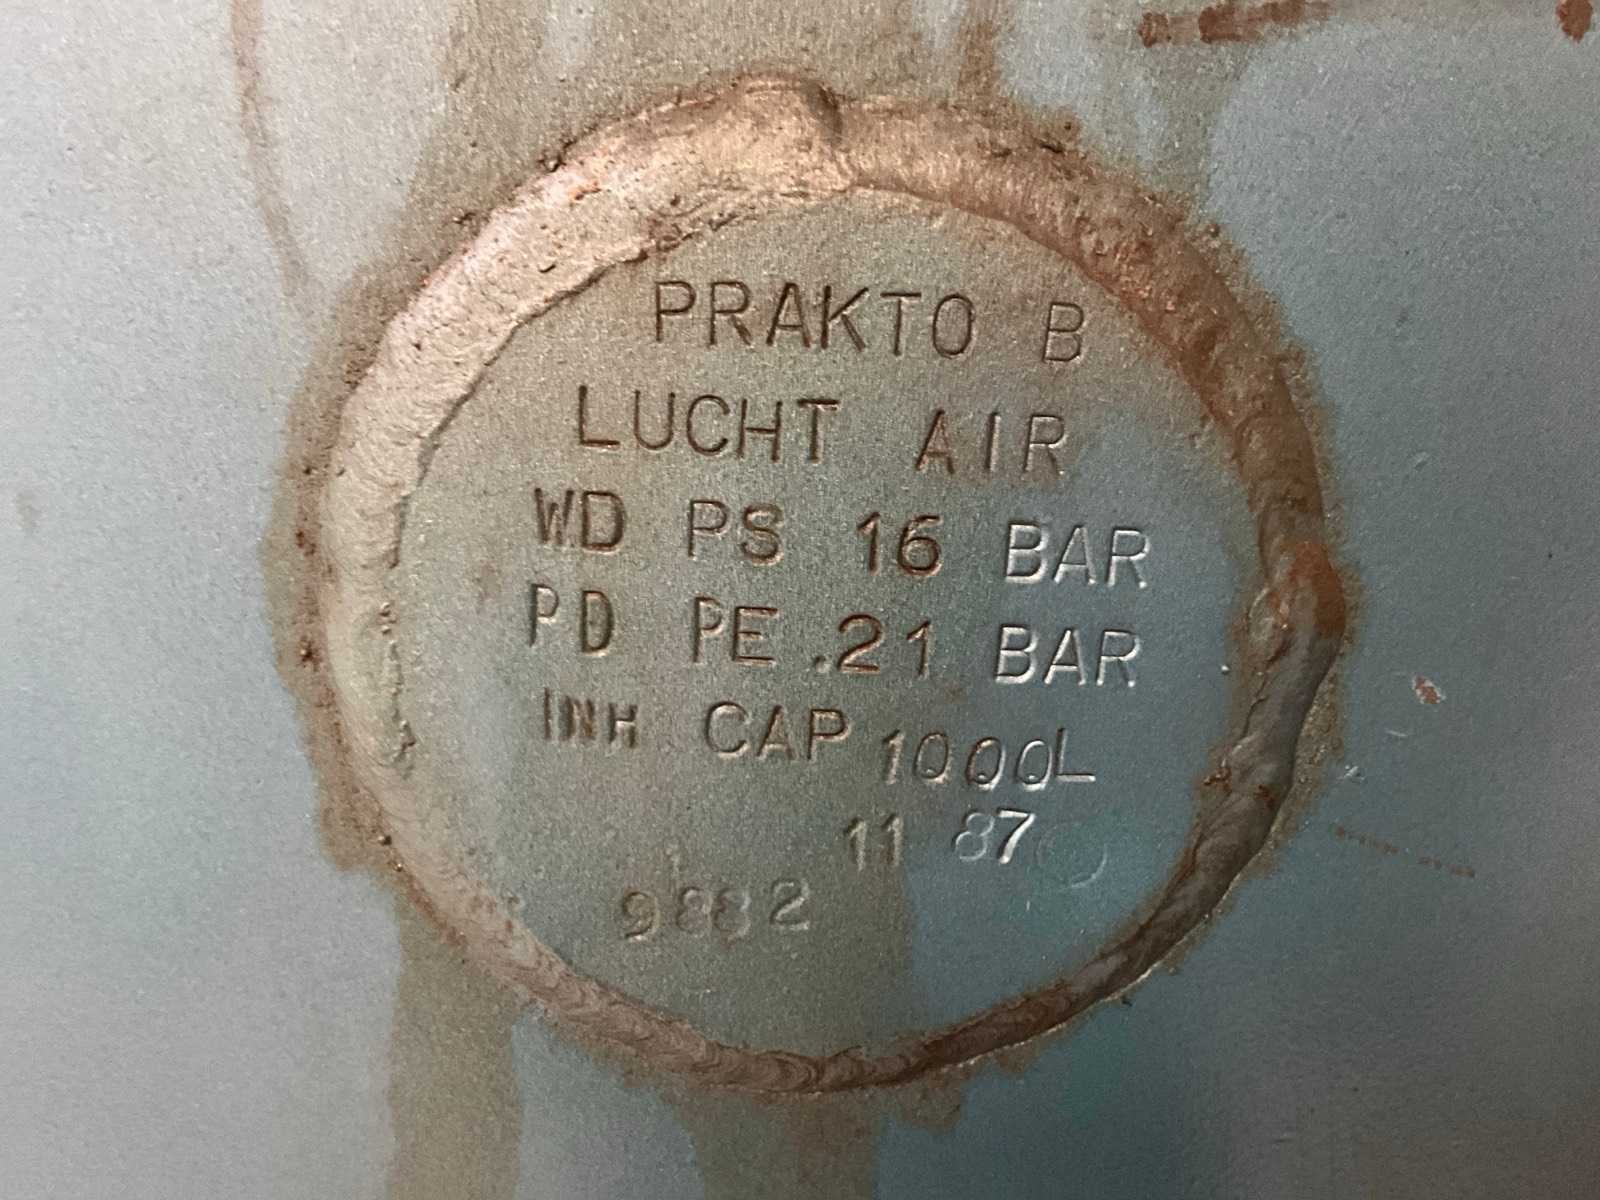 PRAKTO B
LUCHT AIR
WD PS 16 BAR
PD PE .21 BAR
INH CAP 1000L
11 87
9882